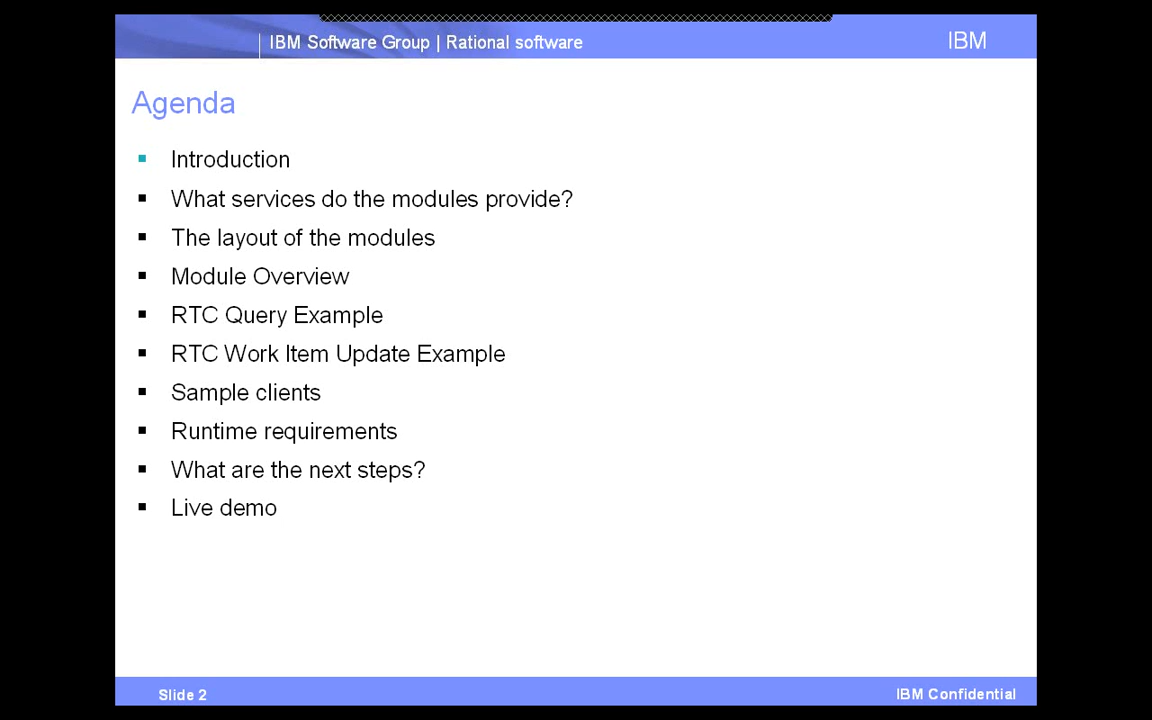 IBM Software Group | Rational software
IBM
Agenda
Introduction
What services do the modules provide?
The layout of the modules
Module Overview
RTC Query Example
RTC Work Item Update Example
Sample clients
Runtime requirements
What are the next steps?
Live demo
Slide 2
IBM Confidential